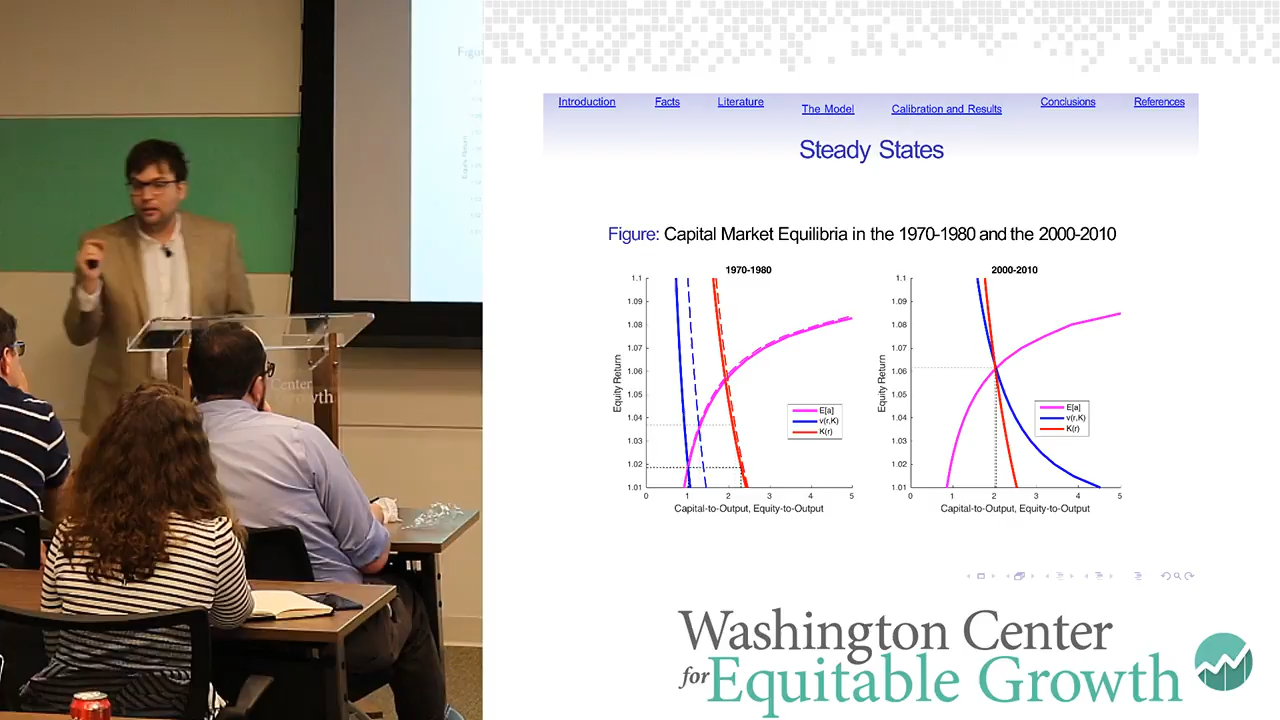 Figu
Equity Return
Center
Growth
Introduction
Facts
Literature
The Model
Calibration and Results
Conclusions
References
Steady States
Figure: Capital Market Equilibria in the 1970-1980 and the 2000-2010
1970-1980
1.1
1.09
1.08
1.07
1.06
1.05
1.04
1.03
1.02
1.01
Equity Return
0
1
2
3
4
5
Capital-to-Output, Equity-to-Output
E[a]
v(r,K)
K(r)
2000-2010
1.1
1.09
1.08
1.07
1.06
1.05
1.04
1.03
1.02
1.01
Equity Return
0
1
2
3
4
5
Capital-to-Output, Equity-to-Output
E[a]
v(r,K)
K(r)
Washington Center
for Equitable Growth